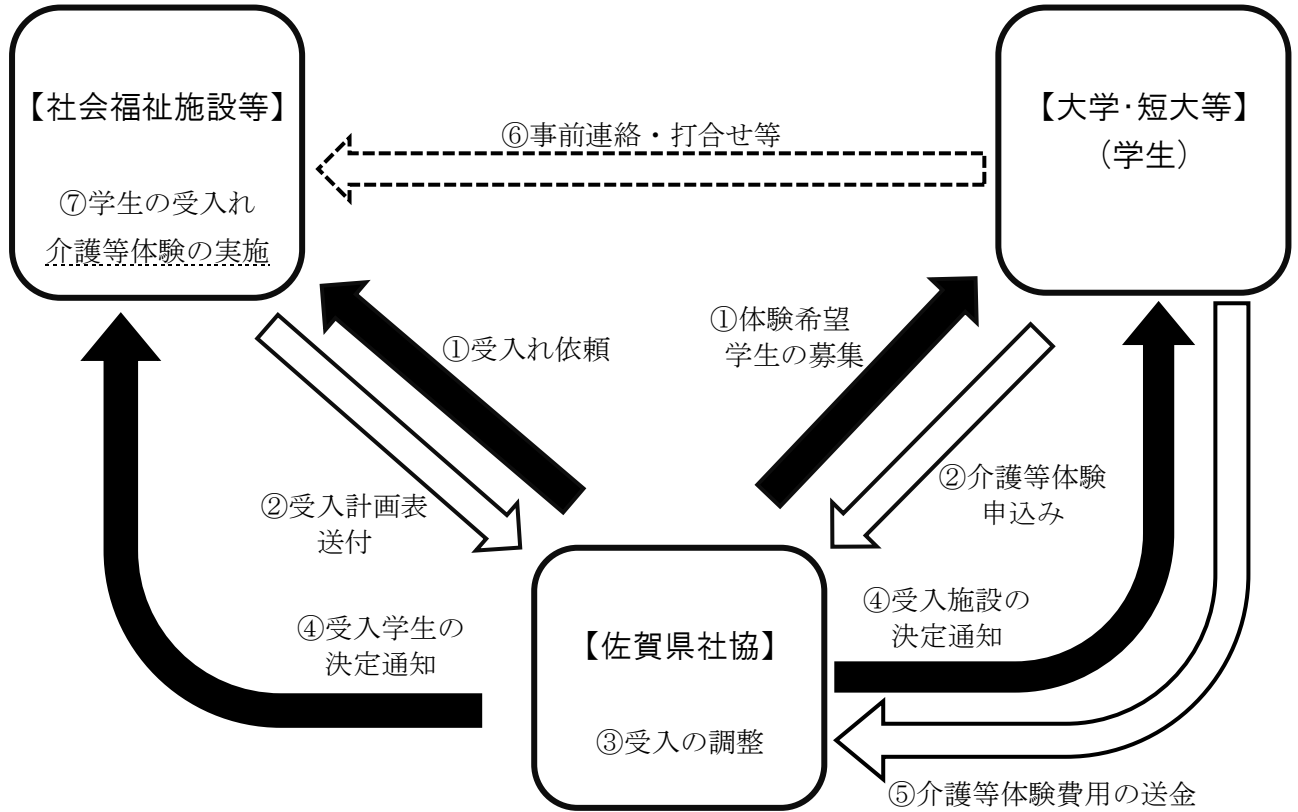 【社会福祉施設等】
⑦学生の受入れ
介護等体験の実施
⑥事前連絡・打合せ等
【大学･短大等】
（学生）
①受入れ依頼
①体験希望
学生の募集
②受入計画表
送付
②介護等体験
申込み
④受入学生の
決定通知
④受入施設の
決定通知
【佐賀県社協】
③受入の調整
⑤介護等体験費用の送金